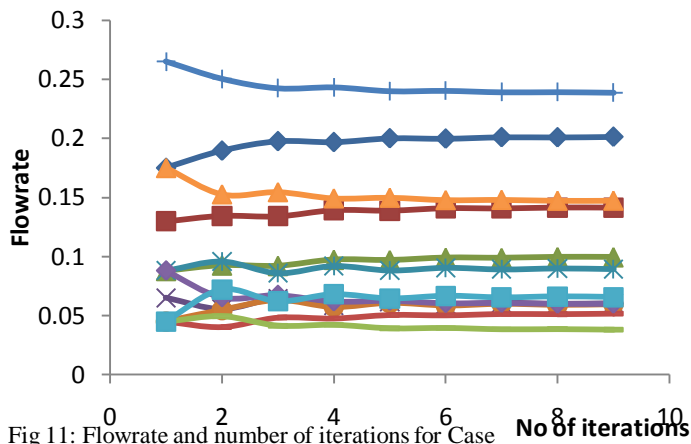 0.3
0.25
0.2
0.15
0.1
0.05
0
Flowrate
0 2 4 6 8 10
No of iterations
Fig 11: Flowrate and number of iterations for Case